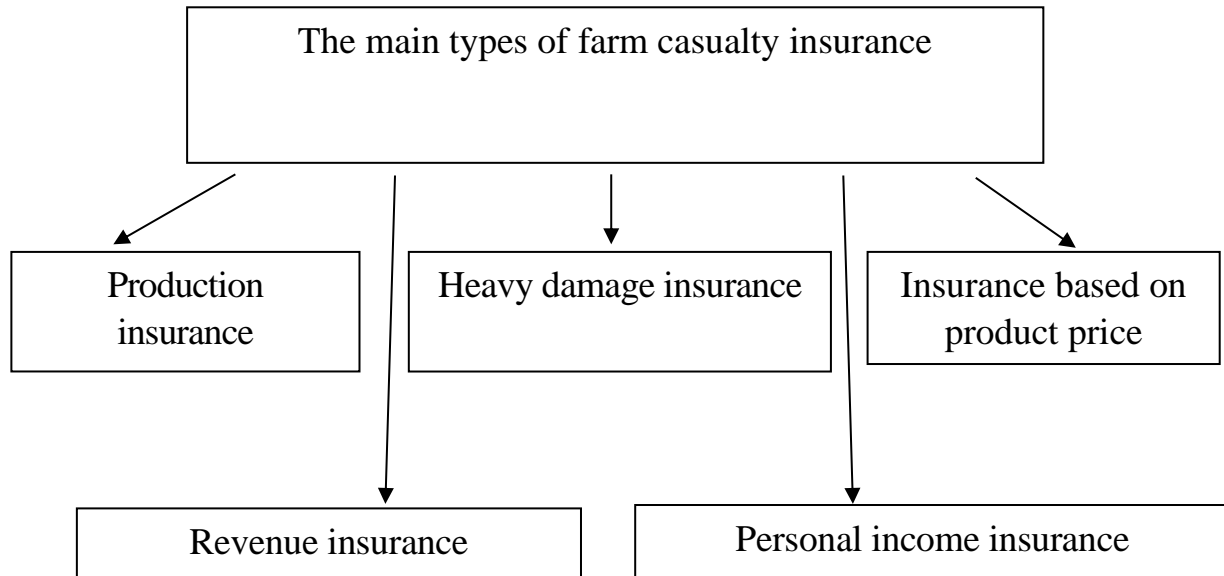 The main types of farm casualty insurance
Production
insurance
Heavy damage insurance
Insurance based on
product price
Revenue insurance
Personal income insurance